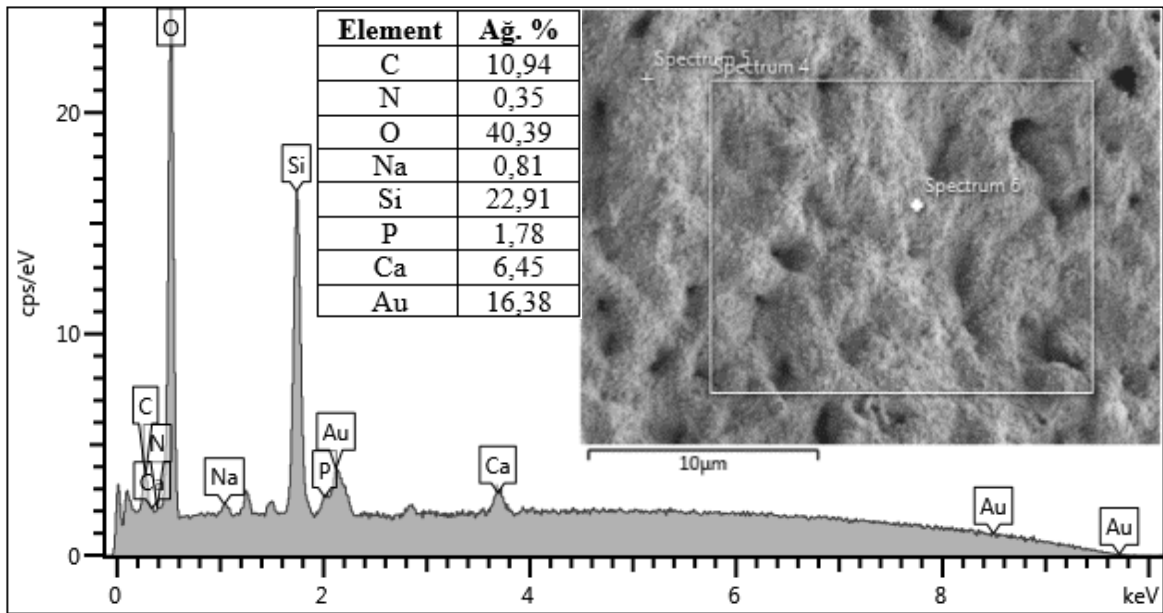 Element Ağ. %
C 10,94
N 0,35
O 40,39
Na 0,81
Si 22,91
P 1,78
Ca 6,45
Au 16,38
Spectrum 5
Spectrum 4
Spectrum 6
10µm
cps/eV
20
10
0
O
Si
C
N
Ca
Na
P
Au
Ca
Au
Au
0 2 4 6 8 keV